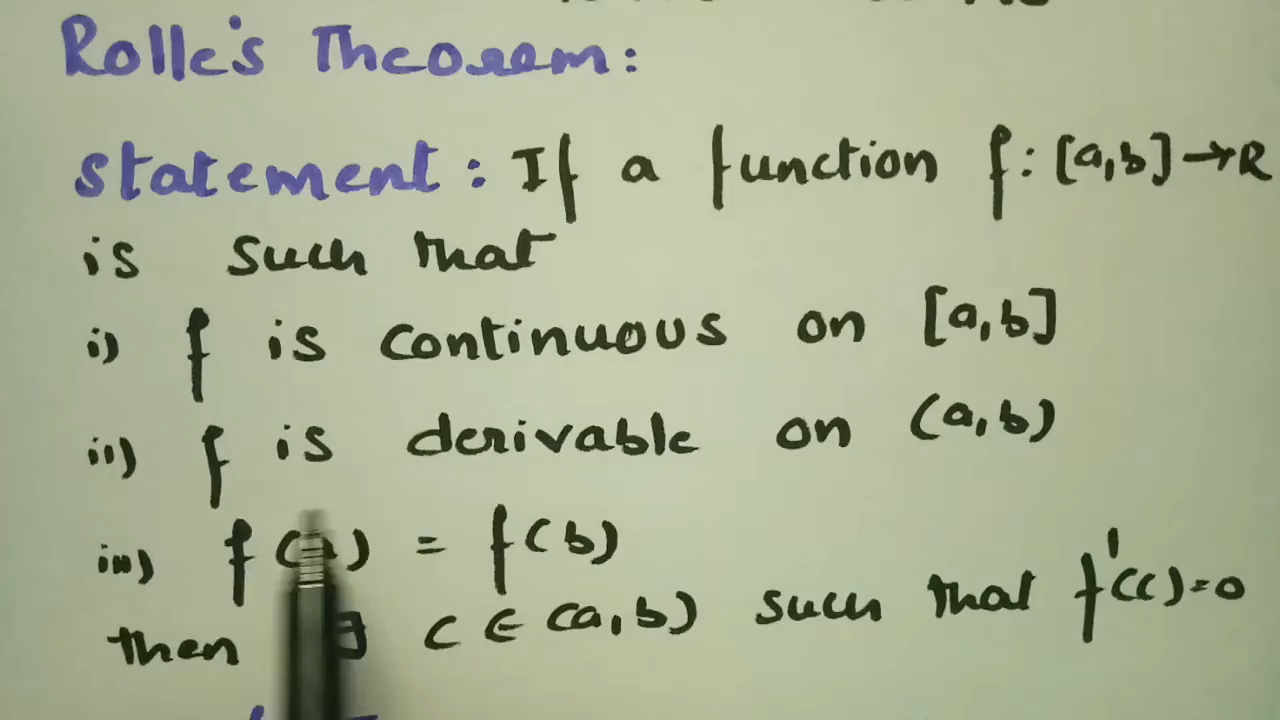 Rolle's Theorem:
statement: If a function f: [a,b]→R
is such that
i) f is continuous on [a,b]
ii) f is derivable on (a,b)
iii) f(a) = f(b)
then ∃ c ∈ (a,b) such that f'(c)=0